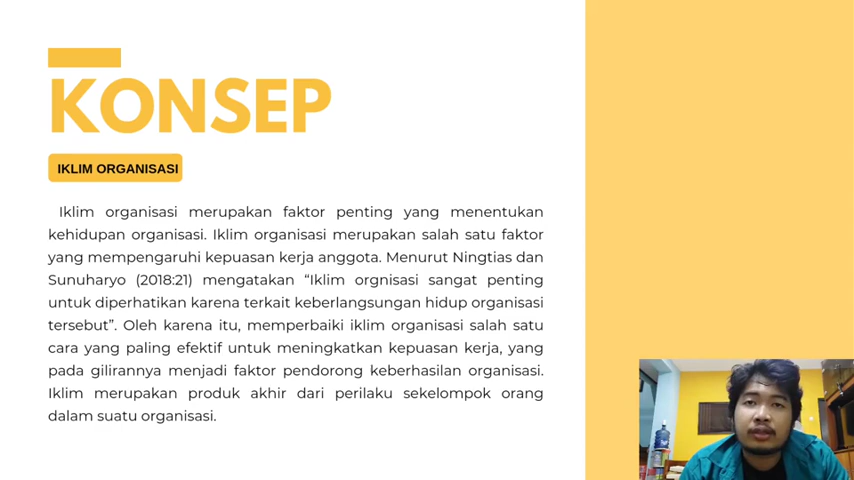 KONSEP
IKLIM ORGANISASI
Iklim organisasi merupakan faktor penting yang menentukan
kehidupan organisasi. Iklim organisasi merupakan salah satu faktor
yang mempengaruhi kepuasan kerja anggota. Menurut Ningtias dan
Sunuharyo (2018:21) mengatakan “Iklim orgnisasi sangat penting
untuk diperhatikan karena terkait keberlangsungan hidup organisasi
tersebut”. Oleh karena itu, memperbaiki iklim organisasi salah satu
cara yang paling efektif untuk meningkatkan kepuasan kerja, yang
pada gilirannya menjadi faktor pendorong keberhasilan organisasi.
Iklim merupakan produk akhir dari perilaku sekelompok orang
dalam suatu organisasi.